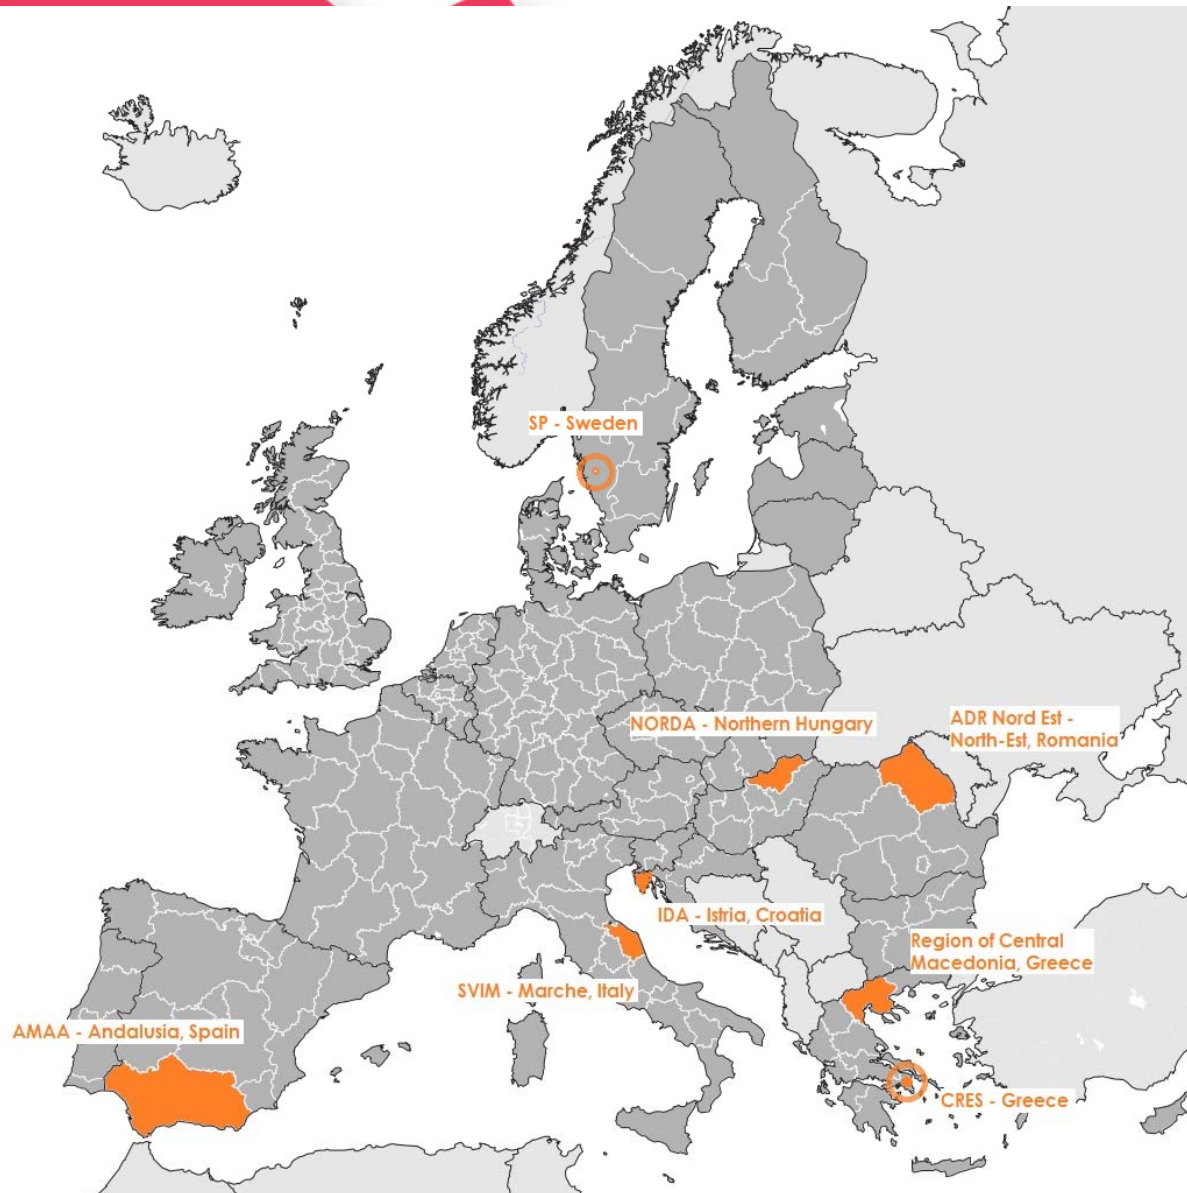 SP - Sweden
NORDA - Northern Hungary
ADR Nord Est -
North-Est, Romania
IDA - Istria, Croatia
Region of Central
Macedonia, Greece
SVIM - Marche, Italy
AMAA - Andalusia, Spain
CRES - Greece